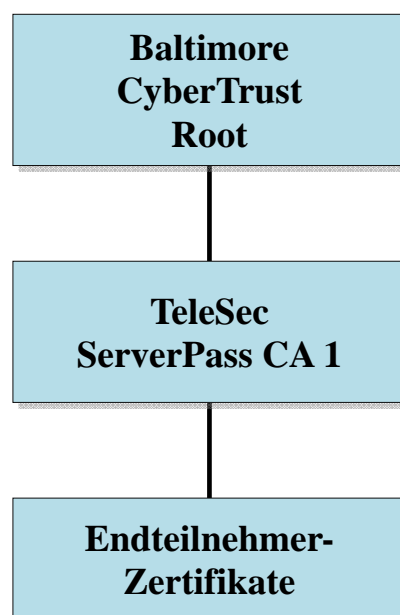 Baltimore
CyberTrust
Root
TeleSec
ServerPass CA 1
Endteilnehmer-
Zertifikate